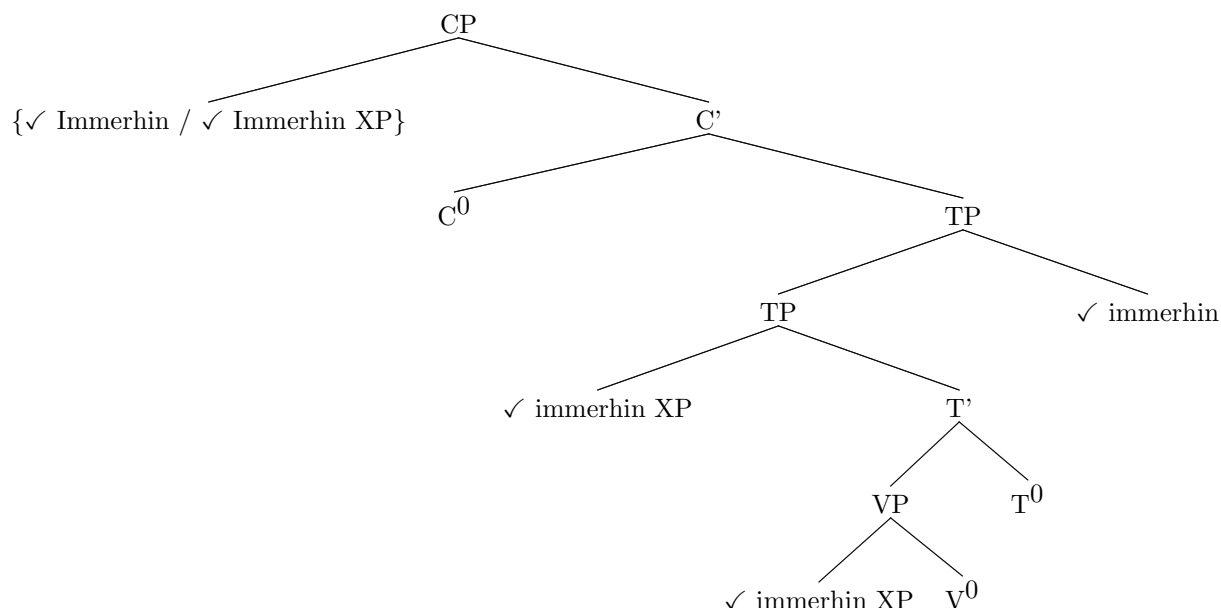 CP
{✓ Immerhin / ✓ Immerhin XP} C'
C0 TP
TP ✓ immerhin
✓ immerhin XP T'
VP T0
✓ immerhin XP V0